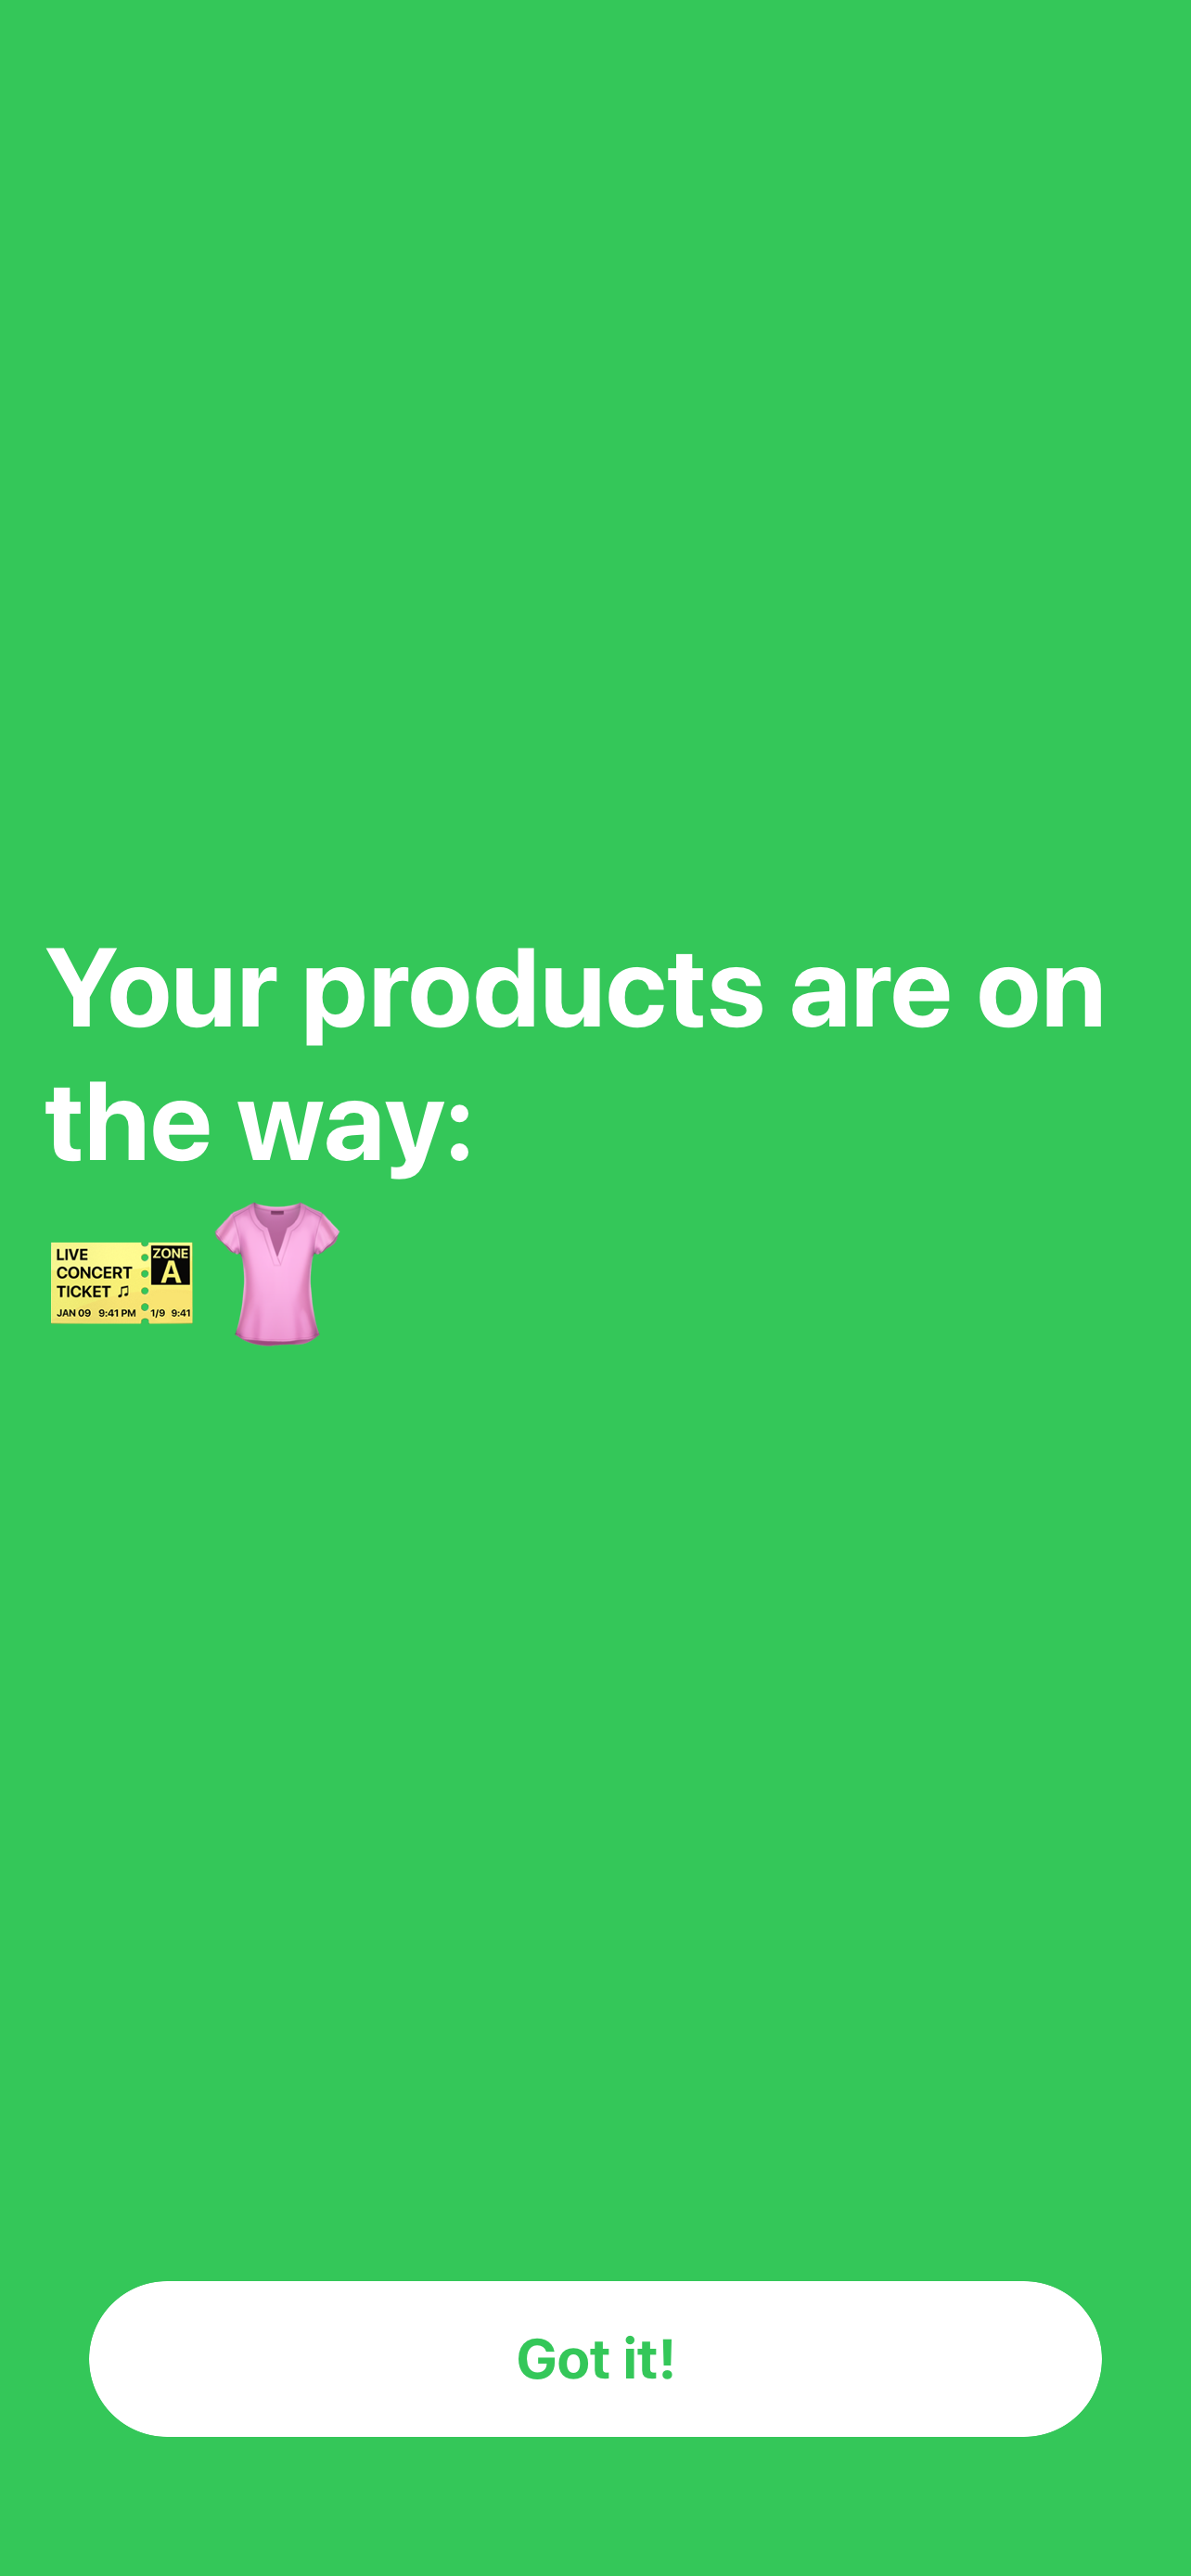 Your products are on
the way:
LIVE
CONCERT
TICKET ♫
JAN 09 9:41 PM
ZONE
A
1/9 9:41
Got it!